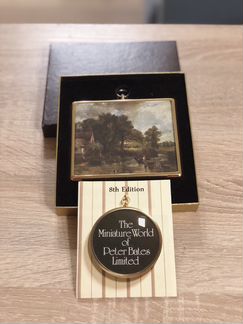 8th Edition
The
Miniature World
of
Peter Bates
Limited